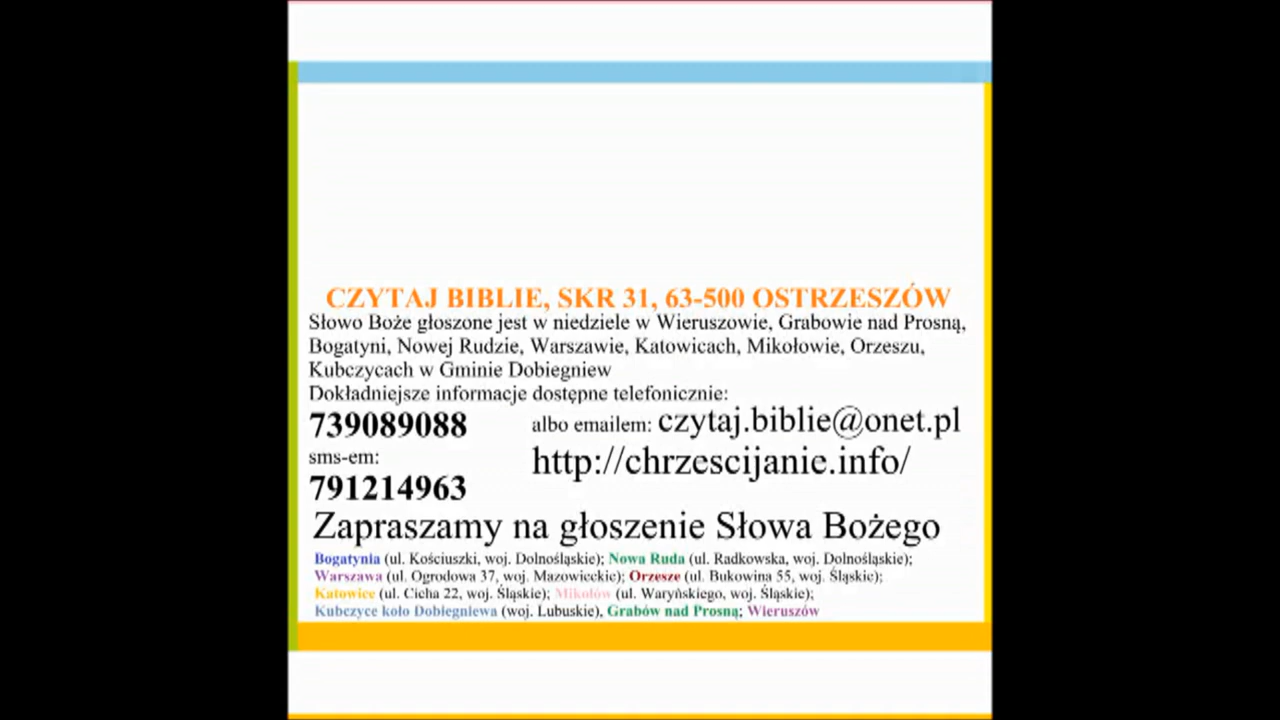 CZYTAJ BIBLIE, SKR 31, 63-500 OSTRZESZÓW
Słowo Boże głoszone jest w niedziele w Wieruszowie, Grabowie nad Prosną,
Bogatyni, Nowej Rudzie, Warszawie, Katowicach, Mikołowie, Orzeszu,
Kubczycach w Gminie Dobiegniew
Dokładniejsze informacje dostępne telefonicznie:
739089088 albo emailem: czytaj.biblie@onet.pl
sms-em: http://chrzescijanie.info/
791214963
Zapraszamy na głoszenie Słowa Bożego
Bogatynia (ul. Kościuszki, woj. Dolnośląskie); Nowa Ruda (ul. Radkowska, woj. Dolnośląskie);
Warszawa (ul. Ogrodowa 37, woj. Mazowieckie); Orzesze (ul. Bukowina 55, woj. Śląskie);
Katowice (ul. Cicha 22, woj. Śląskie); Mikołów (ul. Waryńskiego, woj. Śląskie);
Kubczyce koło Dobiegniewa (woj. Lubuskie), Grabów nad Prosną; Wieruszów